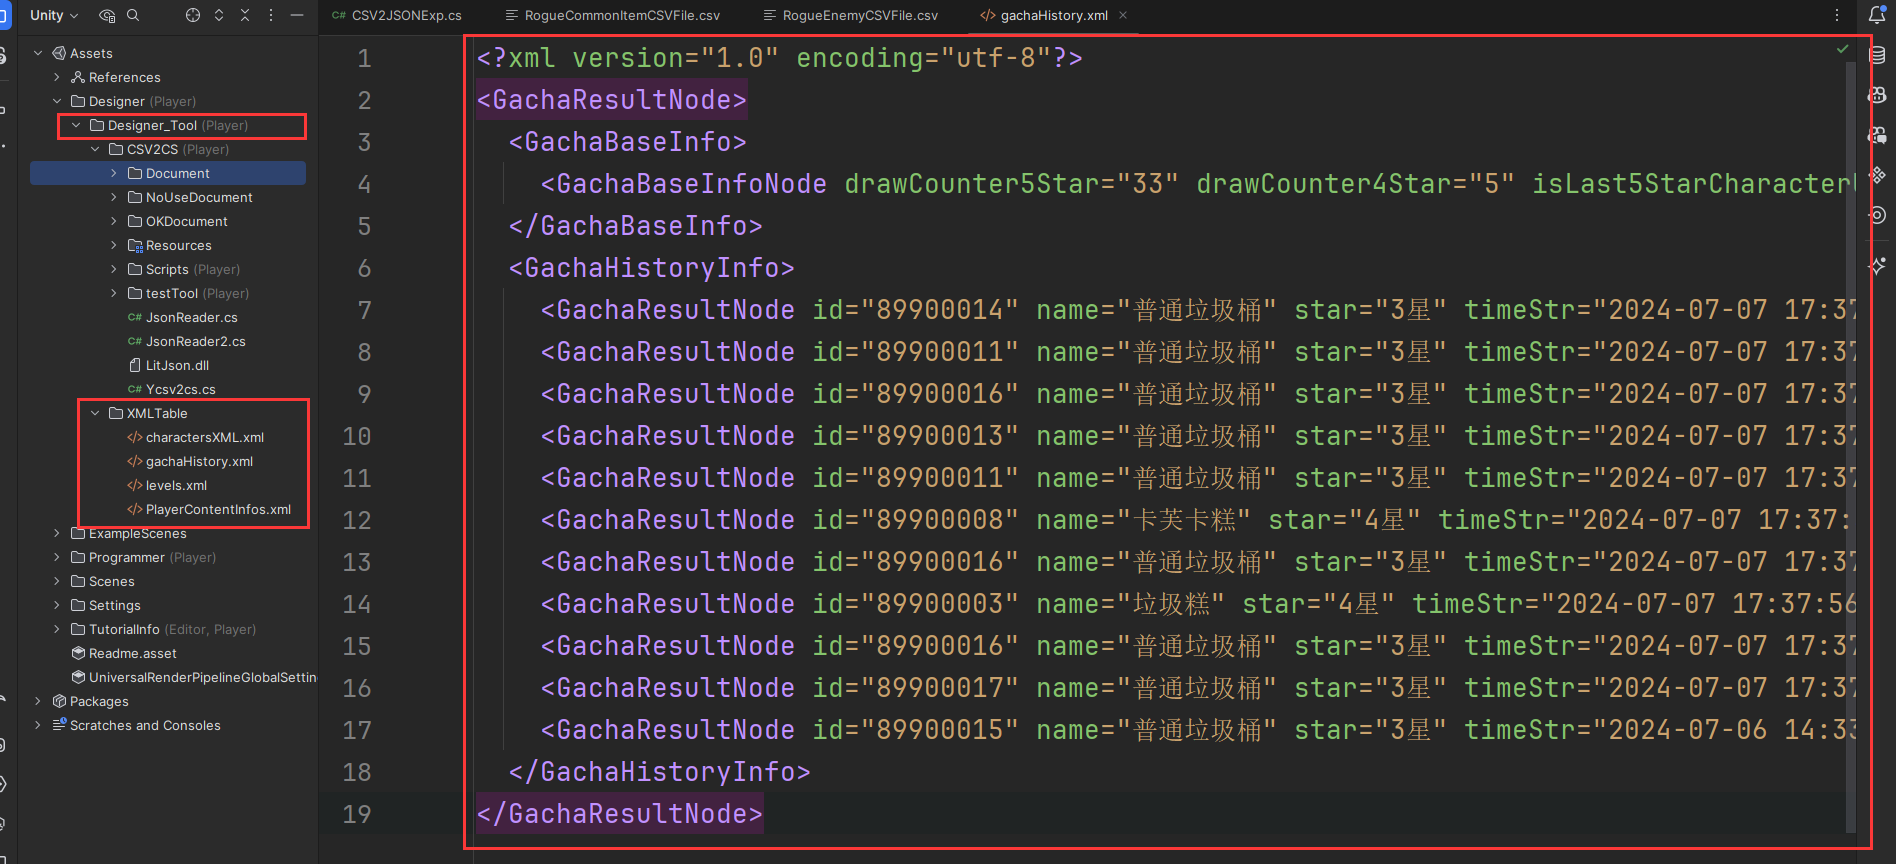 Unity
CSV2JSONExp.cs
RogueCommonItemCSVFile.csv
RogueEnemyCSVFile.csv
gachaHistory.xml
Assets
References
Designer (Player)
Designer_Tool (Player)
CSV2CS (Player)
Document
NoUseDocument
OKDocument
Resources
Scripts (Player)
testTool (Player)
JsonReader.cs
JsonReader2.cs
LitJson.dll
Ycsv2cs.cs
XMLTable
charactersXML.xml
gachaHistory.xml
levels.xml
PlayerContentInfos.xml
ExampleScenes
Programmer (Player)
Scenes
Settings
TutorialInfo (Editor, Player)
Readme.asset
UniversalRenderPipelineGlobalSettin
Packages
Scratches and Consoles
1 <?xml version="1.0" encoding="utf-8"?>
2 <GachaResultNode>
3 <GachaBaseInfo>
4 <GachaBaseInfoNode drawCounter5Star="33" drawCounter4Star="5" isLast5StarCharacter
5 </GachaBaseInfo>
6 <GachaHistoryInfo>
7 <GachaResultNode id="89900014" name="普通垃圾桶" star="3星" timeStr="2024-07-07 17:37
8 <GachaResultNode id="89900011" name="普通垃圾桶" star="3星" timeStr="2024-07-07 17:37
9 <GachaResultNode id="89900016" name="普通垃圾桶" star="3星" timeStr="2024-07-07 17:37
10 <GachaResultNode id="89900013" name="普通垃圾桶" star="3星" timeStr="2024-07-07 17:37
11 <GachaResultNode id="89900011" name="普通垃圾桶" star="3星" timeStr="2024-07-07 17:37
12 <GachaResultNode id="89900008" name="卡芙卡糕" star="4星" timeStr="2024-07-07 17:37:
13 <GachaResultNode id="89900016" name="普通垃圾桶" star="3星" timeStr="2024-07-07 17:37
14 <GachaResultNode id="89900003" name="垃圾糕" star="4星" timeStr="2024-07-07 17:37:56
15 <GachaResultNode id="89900016" name="普通垃圾桶" star="3星" timeStr="2024-07-07 17:37
16 <GachaResultNode id="89900017" name="普通垃圾桶" star="3星" timeStr="2024-07-07 17:37
17 <GachaResultNode id="89900015" name="普通垃圾桶" star="3星" timeStr="2024-07-06 14:33
18 </GachaHistoryInfo>
19 </GachaResultNode>